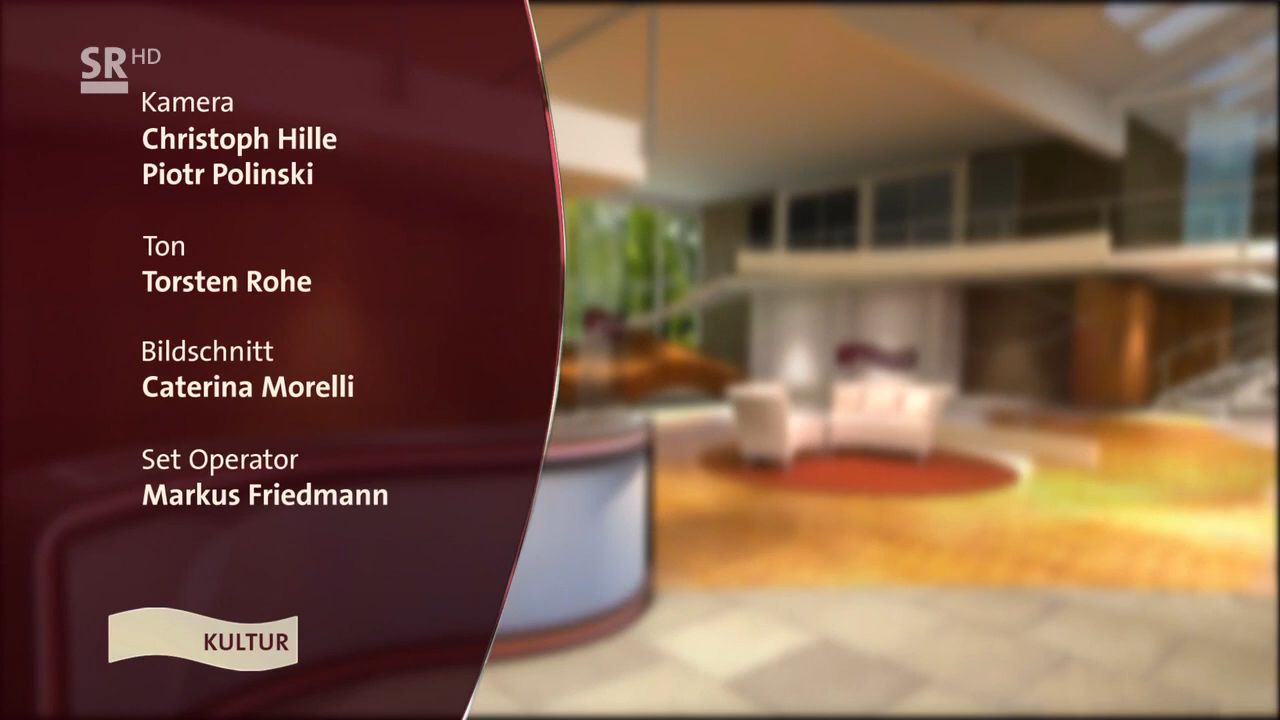 SR HD
Kamera
Christoph Hille
Piotr Polinski
Ton
Torsten Rohe
Bildschnitt
Caterina Morelli
Set Operator
Markus Friedmann
KULTUR